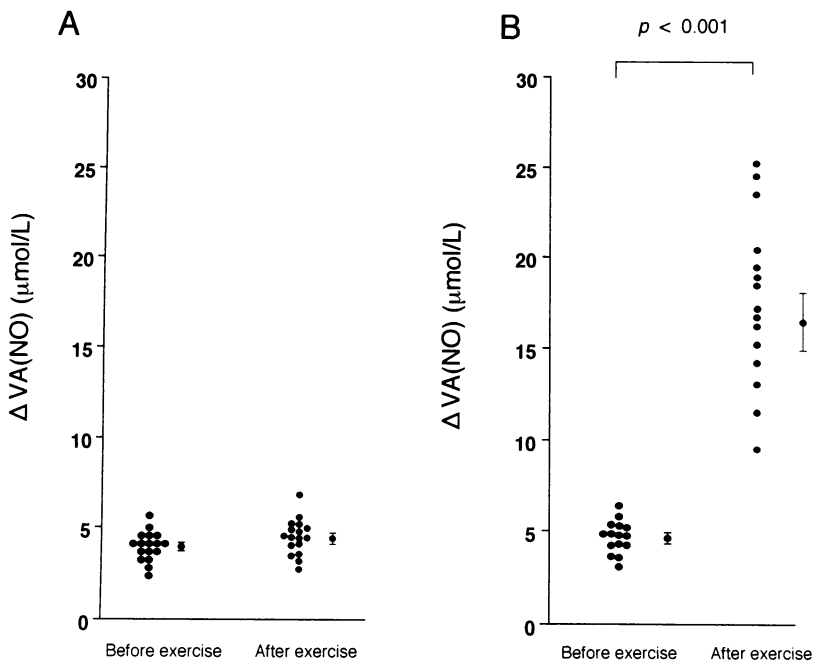 A
30
25
20
15
10
5
0
Δ VA(NO) (μmol/L)
Before exercise
After exercise
B
p < 0.001
30
25
20
15
10
5
0
Δ VA(NO) (μmol/L)
Before exercise
After exercise